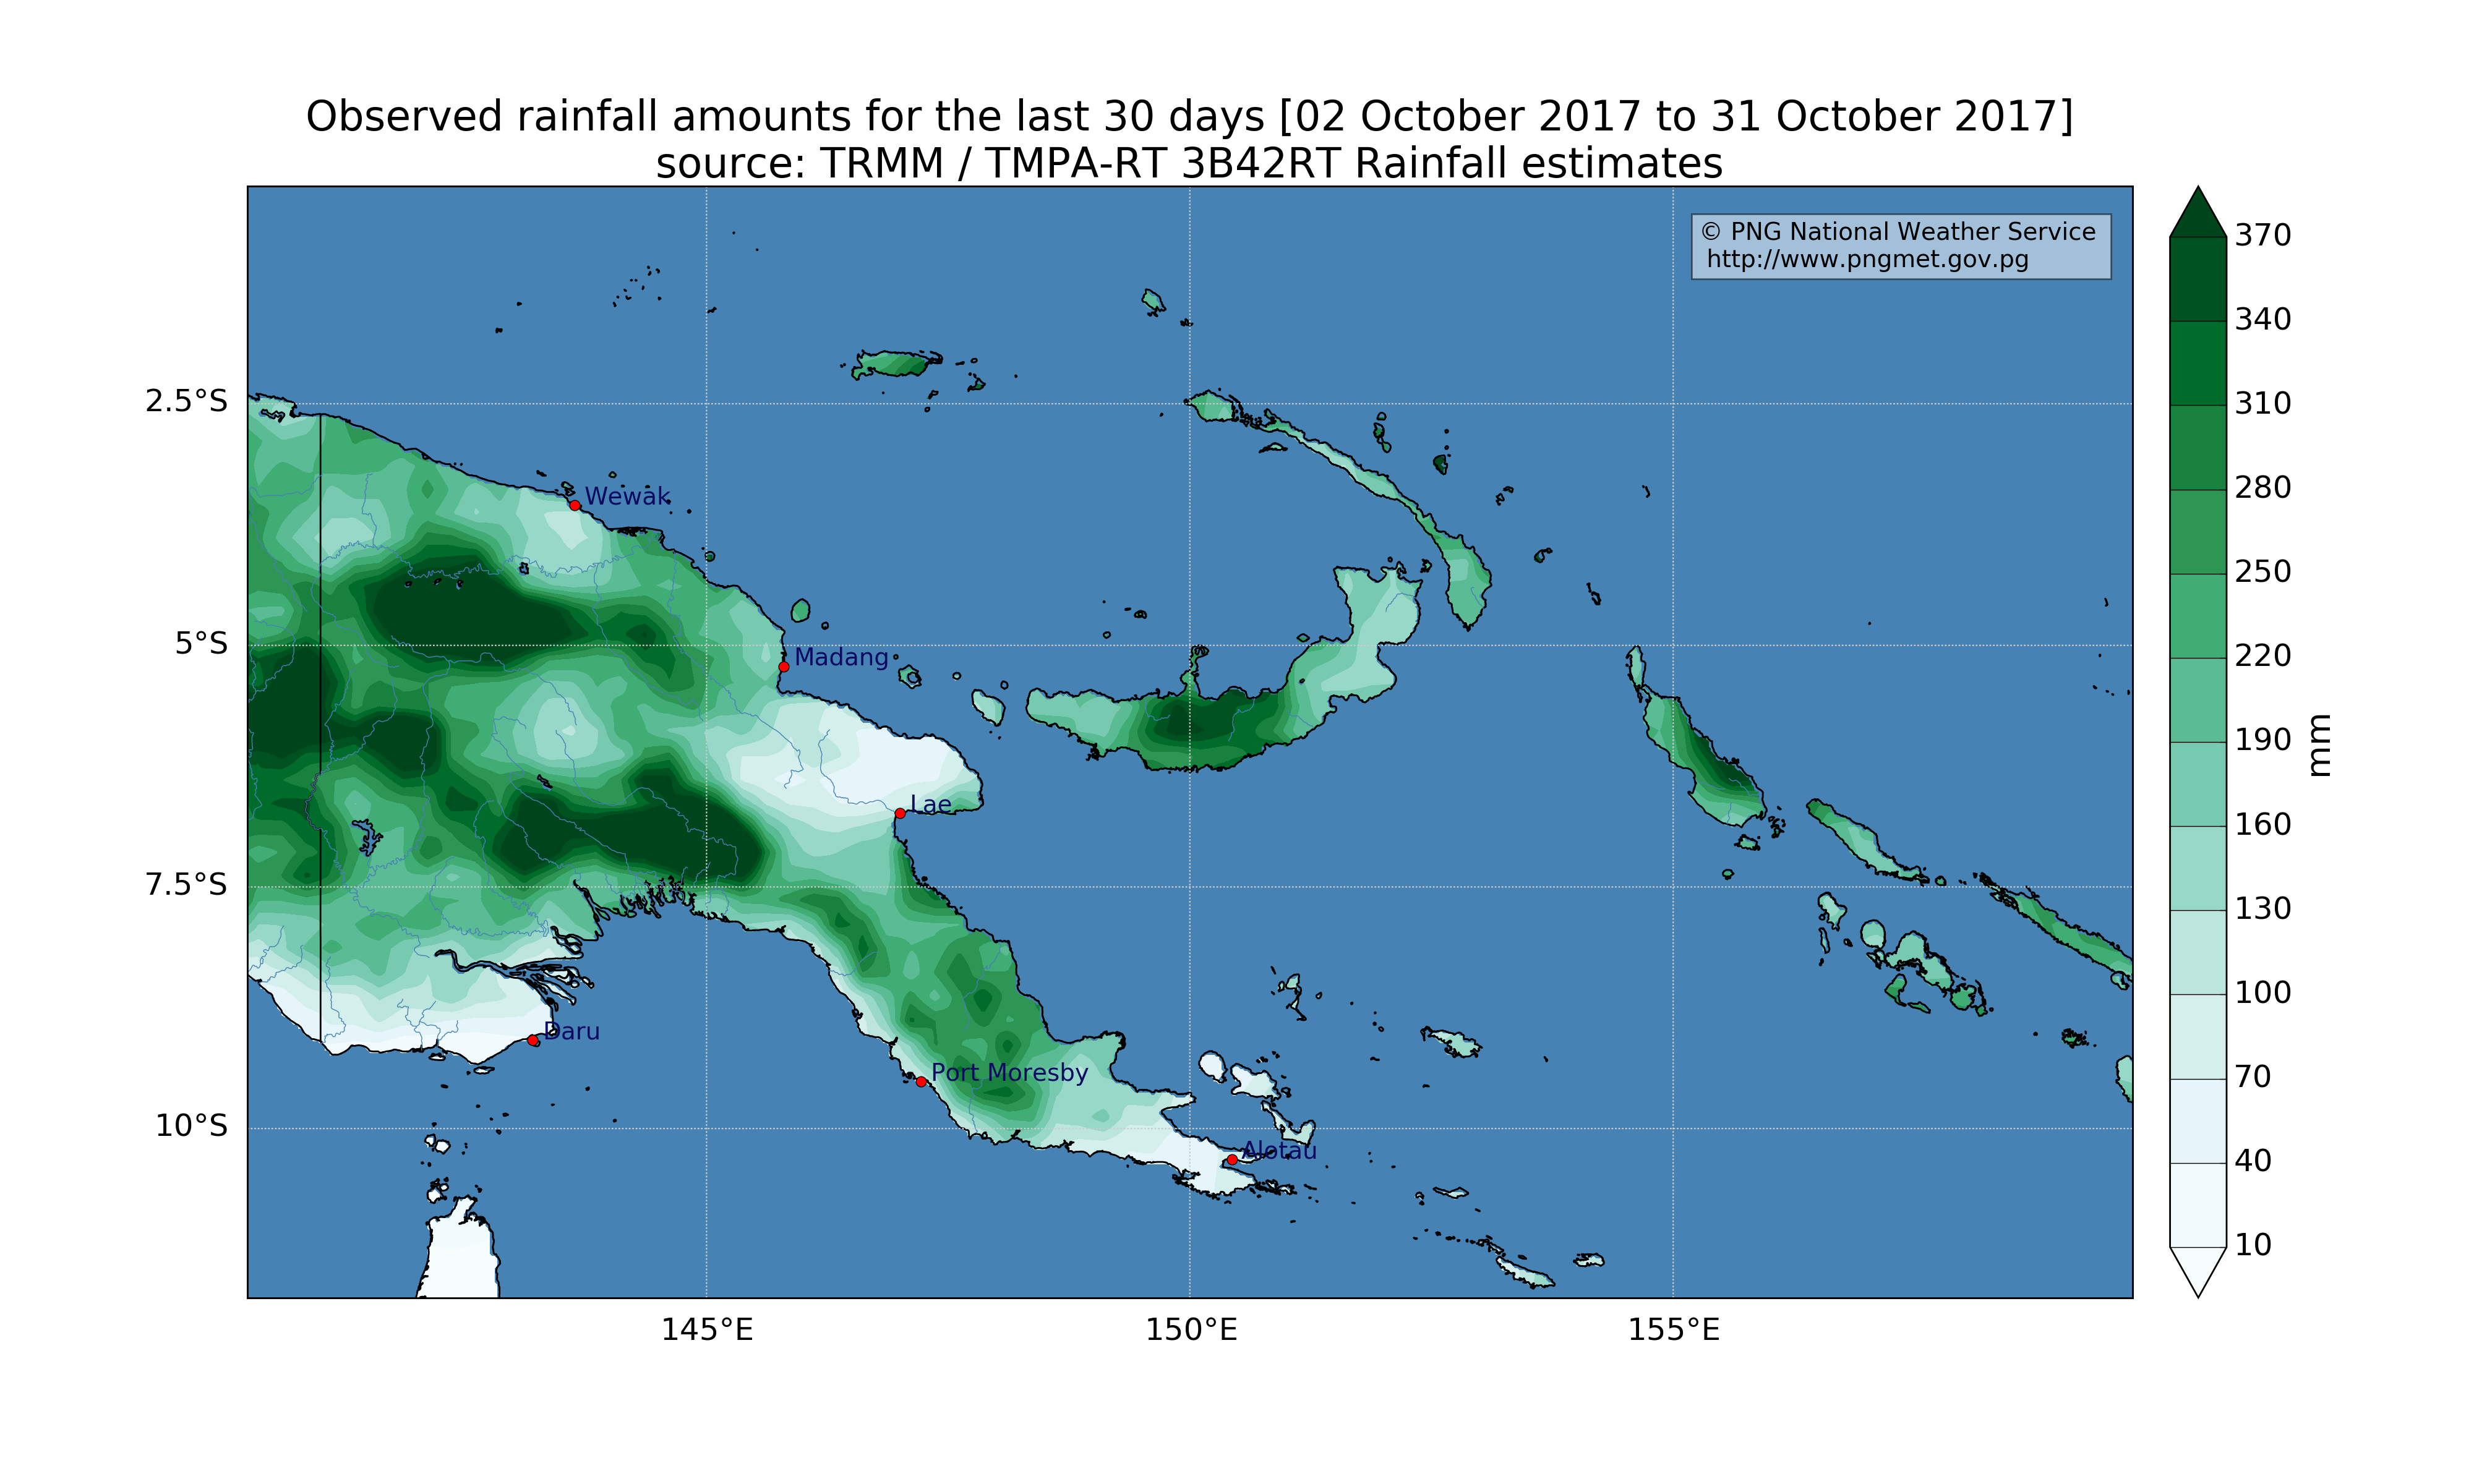 Observed rainfall amounts for the last 30 days [02 October 2017 to 31 October 2017]
source: TRMM / TMPA-RT 3B42RT Rainfall estimates
© PNG National Weather Service
http://www.pngmet.gov.pg
370
340
310
280
250
220
190
160
130
100
70
40
10
mm
2.5°S
5°S
7.5°S
10°S
Wewak
Madang
Lae
Daru
Port Moresby
Alotau
145°E
150°E
155°E